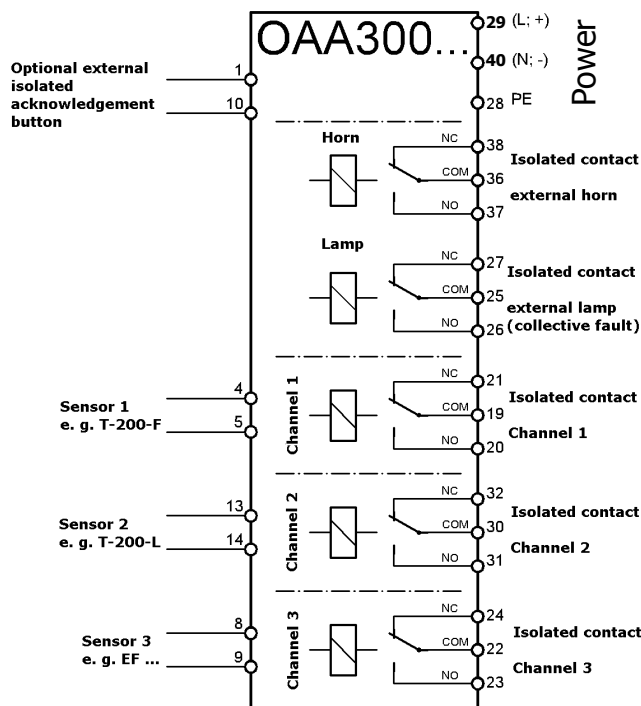 OAA300...
29 (L; +)
40 (N; -)
28 PE
Power
Optional external
isolated
acknowledgement
button
1
10
Horn
NC
38
COM
36
NO
37
Isolated contact
external horn
Lamp
NC
27
COM
25
NO
26
Isolated contact
external lamp
(collective fault)
Sensor 1
e. g. T-200-F
4
5
Channel 1
NC
21
COM
19
NO
20
Isolated contact
Channel 1
Sensor 2
e. g. T-200-L
13
14
Channel 2
NC
32
COM
30
NO
31
Isolated contact
Channel 2
Sensor 3
e. g. EF ...
8
9
Channel 3
NC
24
COM
22
NO
23
Isolated contact
Channel 3